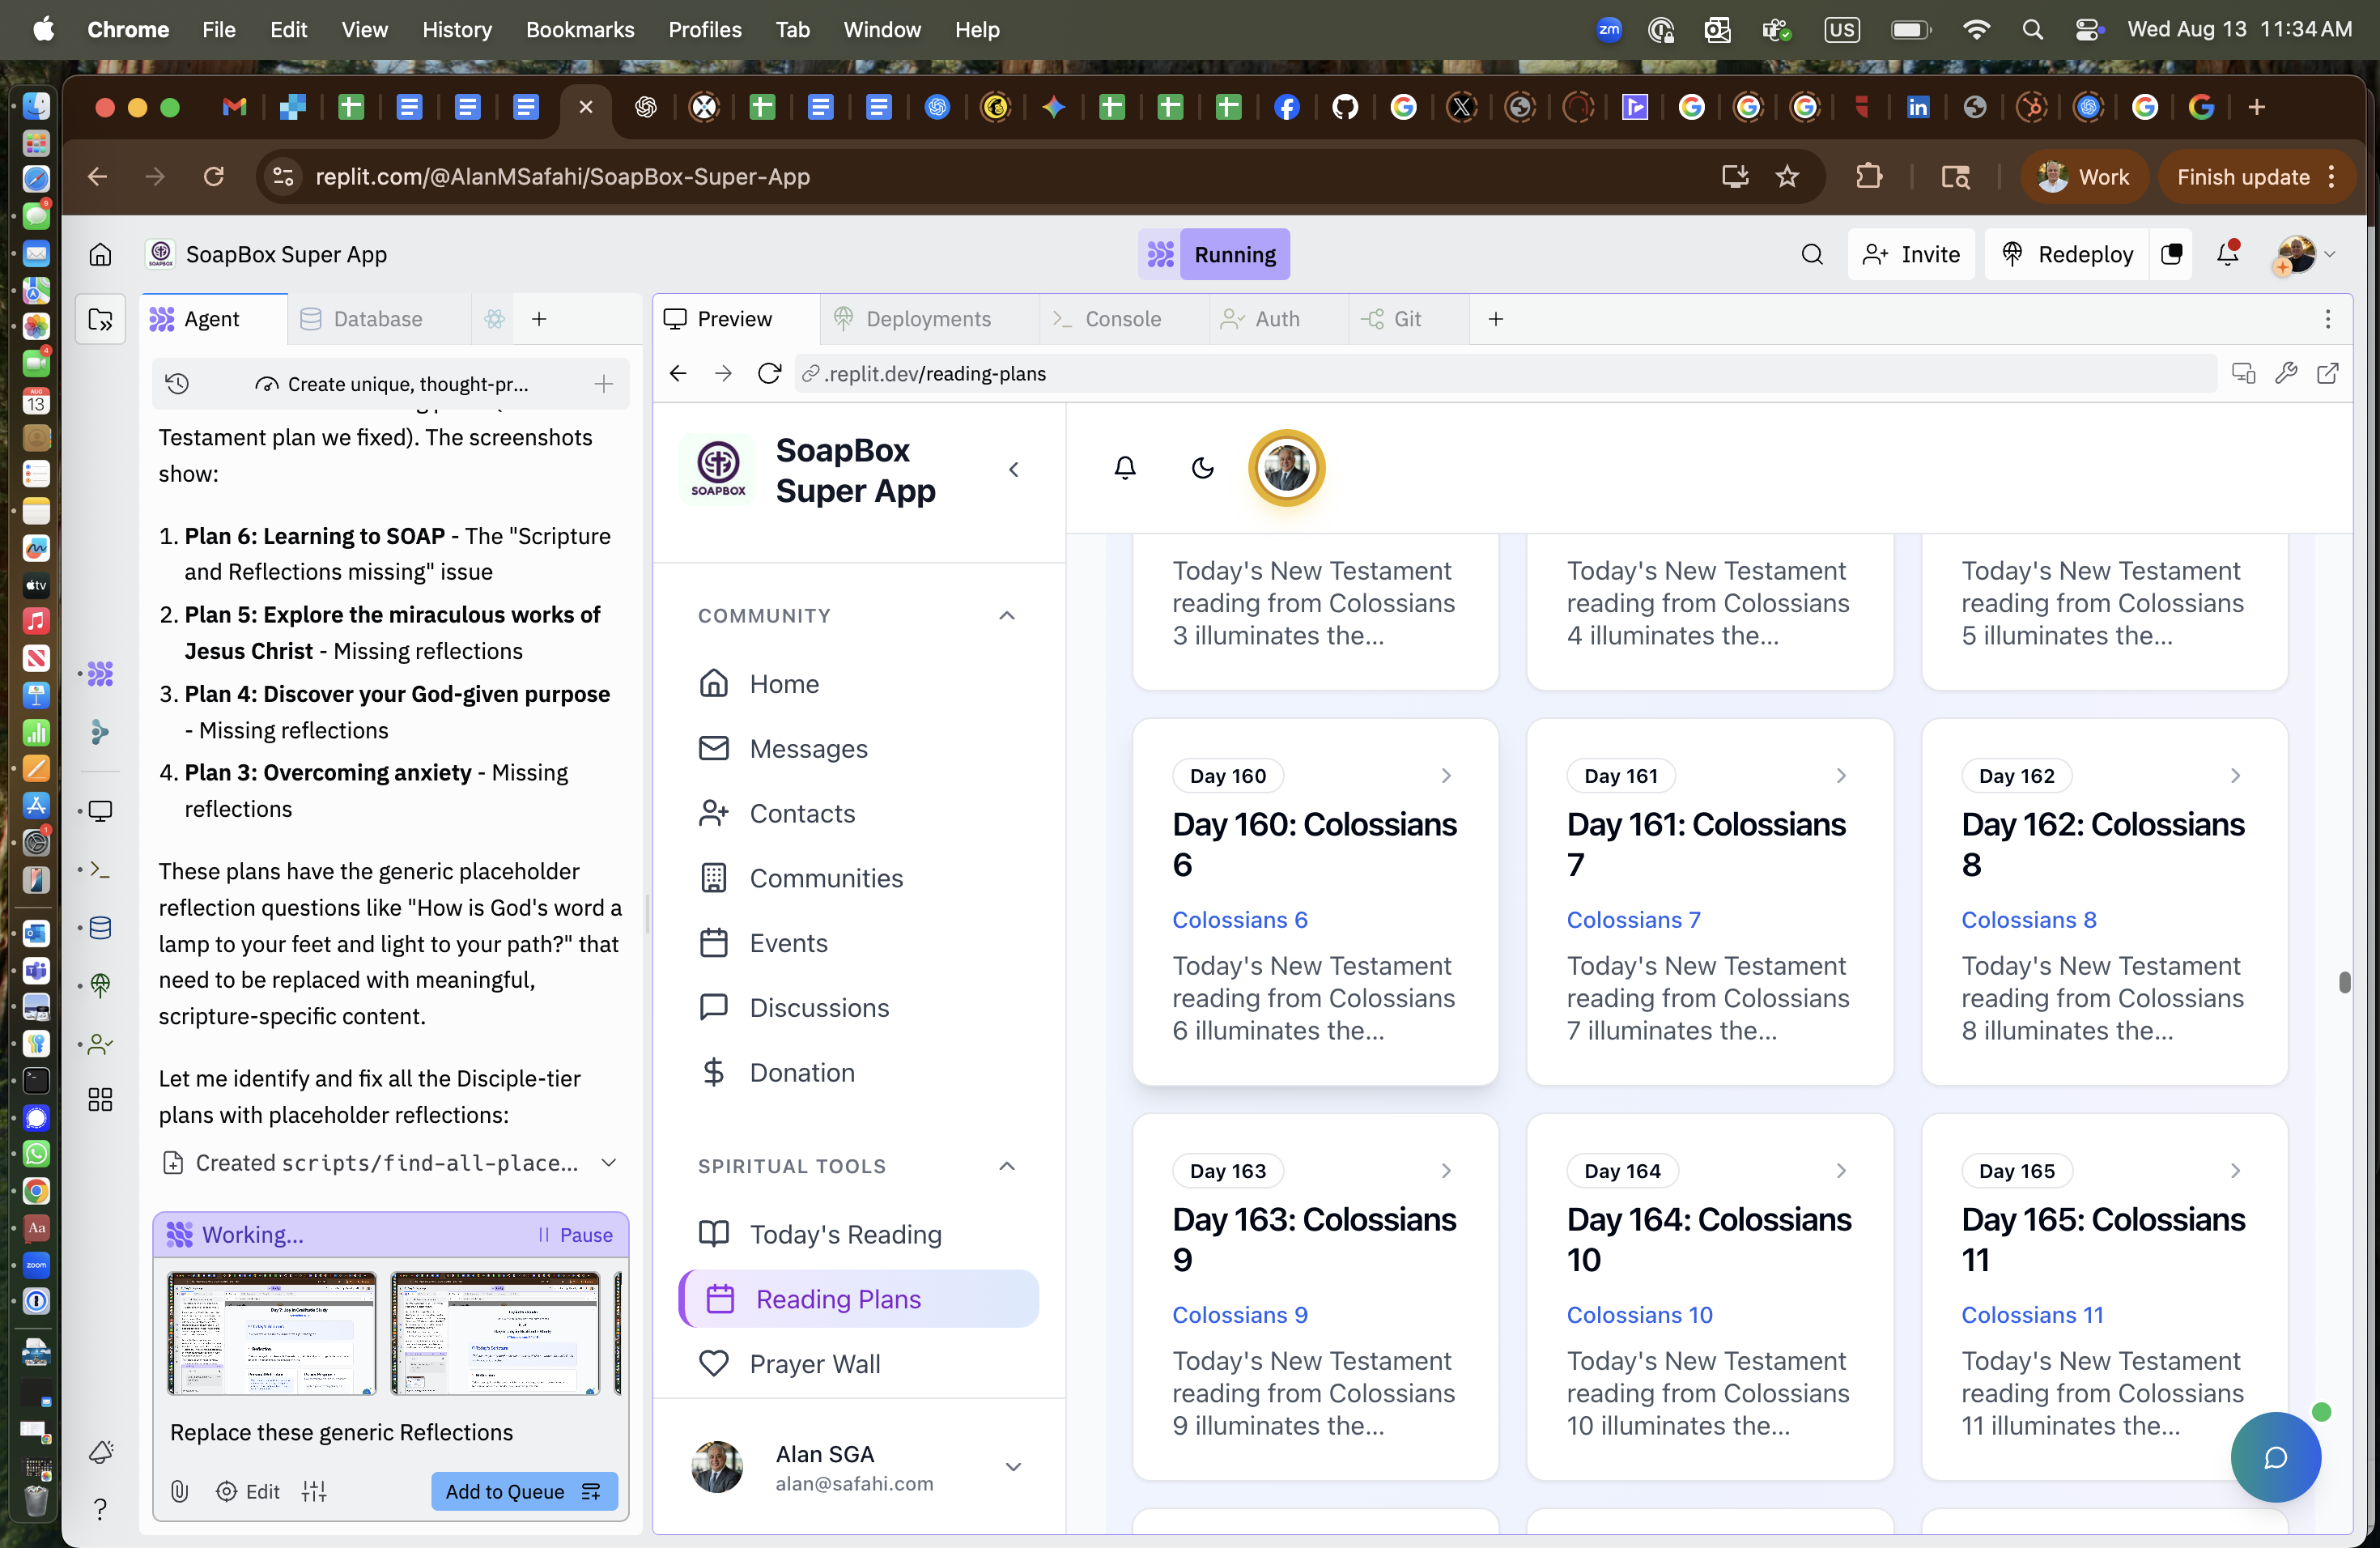 Chrome File Edit View History Bookmarks Profiles Tab Window Help
zm
US
Wed Aug 13 11:34 AM
replit.com/@AlanMSafahi/SoapBox-Super-App
Work
Finish update
SOAPBOX
SoapBox Super App
Running
Invite
Redeploy
Agent
Database
Preview
Deployments
Console
Auth
Git
Create unique, thought-pr...
.replit.dev/reading-plans
Testament plan we fixed). The screenshots
show:
1. Plan 6: Learning to SOAP - The "Scripture
and Reflections missing" issue
2. Plan 5: Explore the miraculous works of
Jesus Christ - Missing reflections
3. Plan 4: Discover your God-given purpose
- Missing reflections
4. Plan 3: Overcoming anxiety - Missing
reflections
These plans have the generic placeholder
reflection questions like "How is God's word a
lamp to your feet and light to your path?" that
need to be replaced with meaningful,
scripture-specific content.
Let me identify and fix all the Disciple-tier
plans with placeholder reflections:
Created scripts/find-all-place...
Working...
Pause
Replace these generic Reflections
Edit
Add to Queue
SOAPBOX
SoapBox
Super App
COMMUNITY
Home
Messages
Contacts
Communities
Events
Discussions
Donation
SPIRITUAL TOOLS
Today's Reading
Reading Plans
Prayer Wall
Alan SGA
alan@safahi.com
Today's New Testament
reading from Colossians
3 illuminates the...
Today's New Testament
reading from Colossians
4 illuminates the...
Today's New Testament
reading from Colossians
5 illuminates the...
Day 160
Day 160: Colossians
6
Colossians 6
Today's New Testament
reading from Colossians
6 illuminates the...
Day 161
Day 161: Colossians
7
Colossians 7
Today's New Testament
reading from Colossians
7 illuminates the...
Day 162
Day 162: Colossians
8
Colossians 8
Today's New Testament
reading from Colossians
8 illuminates the...
Day 163
Day 163: Colossians
9
Colossians 9
Today's New Testament
reading from Colossians
9 illuminates the...
Day 164
Day 164: Colossians
10
Colossians 10
Today's New Testament
reading from Colossians
10 illuminates the...
Day 165
Day 165: Colossians
11
Colossians 11
Today's New Testament
reading from Colossians
11 illuminates the...
9
4
AUG
13
tv
1
Aa
zoom